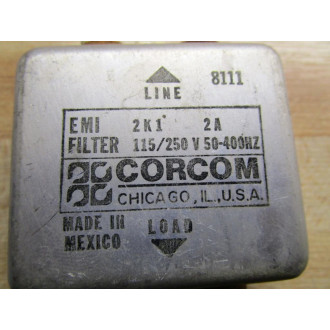 8111
LINE
EMI 2K1 2A
FILTER 115/250 V 50-400HZ
CORCOM
CHICAGO, IL., U.S.A.
MADE IN
MEXICO
LOAD